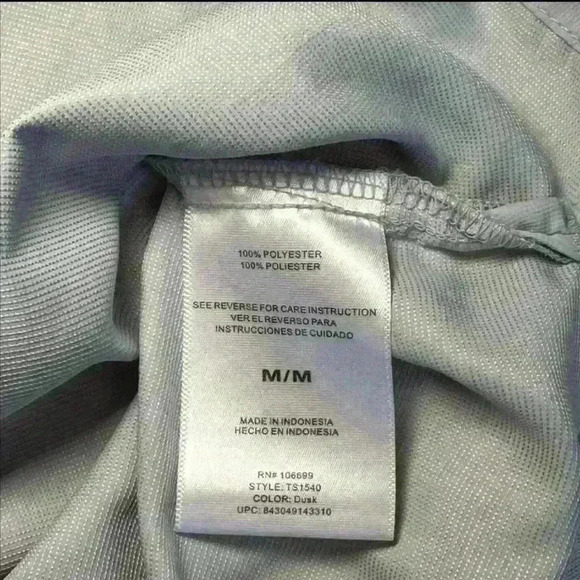 100% POLYESTER
100% POLIESTER
SEE REVERSE FOR CARE INSTRUCTION
VER EL REVERSO PARA
INSTRUCCIONES DE CUIDADO
M/M
MADE IN INDONESIA
HECHO EN INDONESIA
RN# 106699
STYLE: TS1540
COLOR: Dusk
UPC: 843049143310